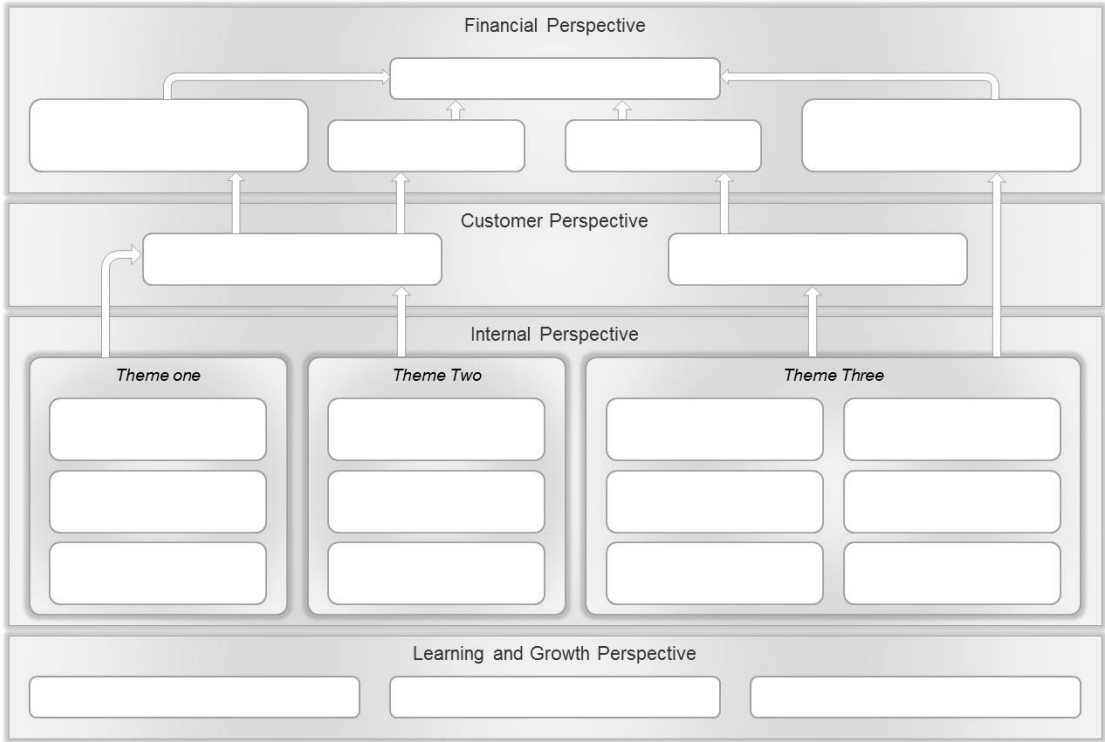 Financial Perspective
Customer Perspective
Internal Perspective
Theme one
Theme Two
Theme Three
Learning and Growth Perspective